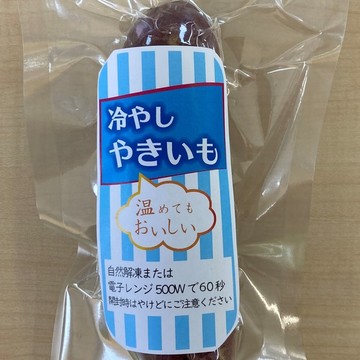 冷やし
やきいも
温めても
おいしい
自然解凍または
電子レンジ500Wで60秒
開封時はやけどにご注意ください